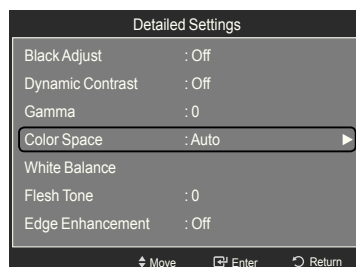 Detailed Settings
Black Adjust : Off
Dynamic Contrast : Off
Gamma : 0
Color Space : Auto
White Balance
Flesh Tone : 0
Edge Enhancement : Off
Move Enter Return